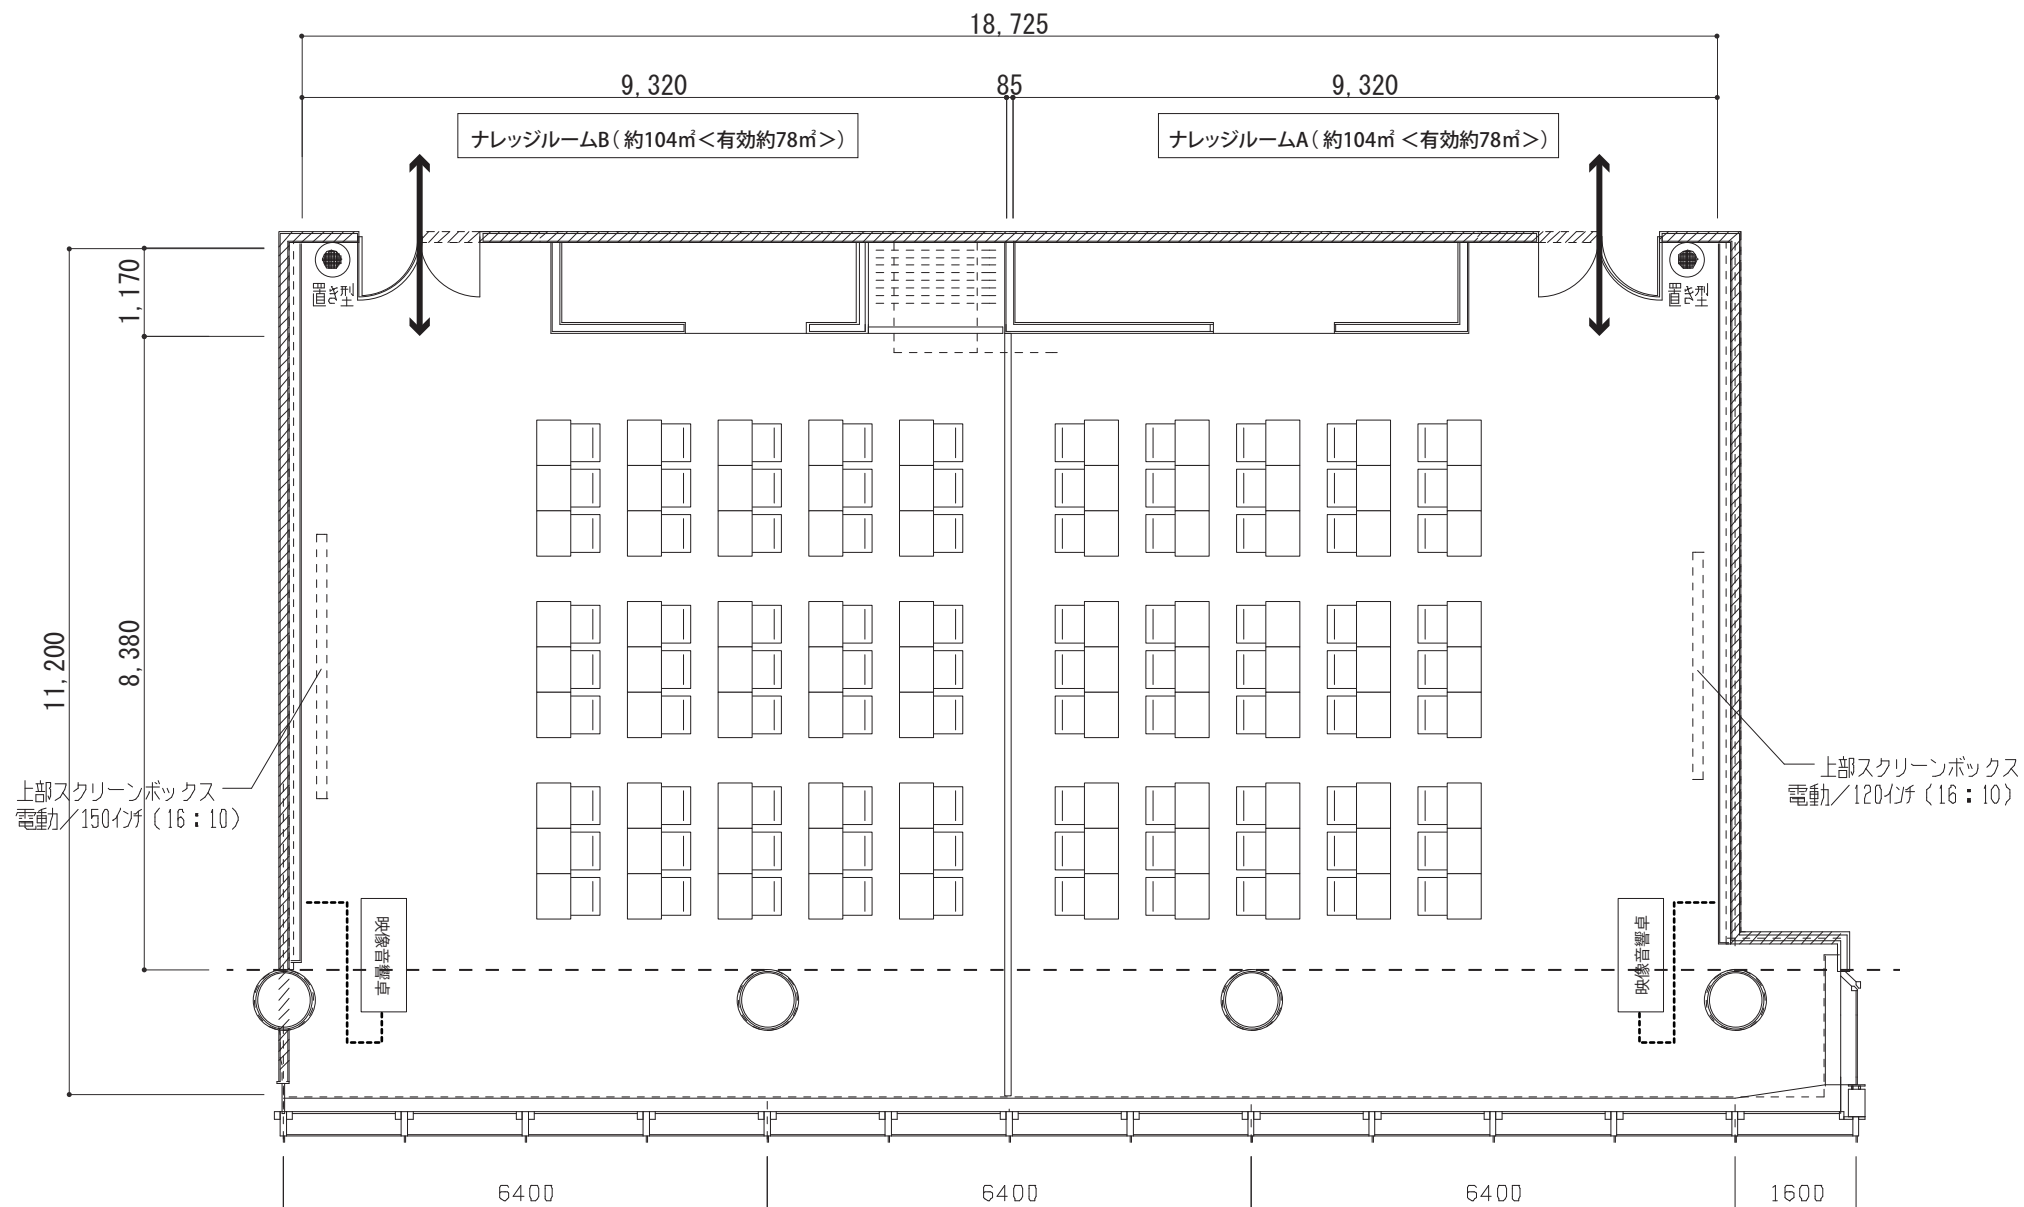 18,725
9,320
85
9,320
ナレッジルームB（ 約104㎡＜有効約78㎡＞）
ナレッジルームA（ 約104㎡ ＜有効約78㎡＞）
置き型
置き型
1,170
8,380
11,200
上部スクリーンボックス
電動／150インチ（16：10）
上部スクリーンボックス
電動／120インチ（16：10）
映像音響卓
映像音響卓
6400
6400
6400
1600